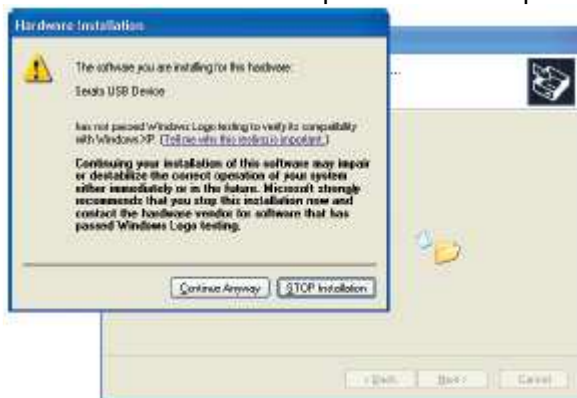 Hardware Installation
The software you are installing for this hardware:
Serato USB Device
has not passed Windows Logo testing to verify its compatibility
with Windows XP. (Tell me why this testing is important.)
Continuing your installation of this software may impair
or destabilize the correct operation of your system
either immediately or in the future. Microsoft strongly
recommends that you stop this installation now and
contact the hardware vendor for software that has
passed Windows Logo testing.
Continue Anyway
STOP Installation
...
< Back
Next >
Cancel